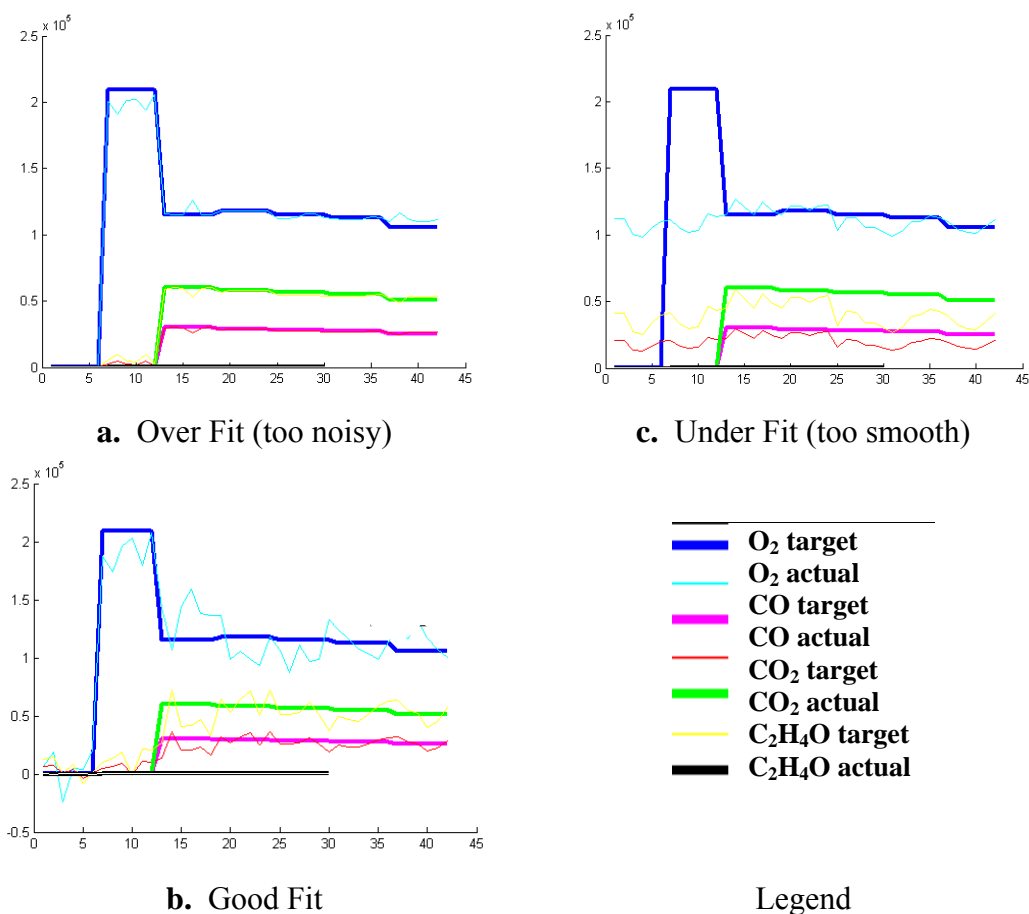 x 10^5
2.5
2
1.5
1
0.5
0
0 5 10 15 20 25 30 35 40 45
a. Over Fit (too noisy)
x 10^5
2.5
2
1.5
1
0.5
0
0 5 10 15 20 25 30 35 40 45
c. Under Fit (too smooth)
x 10^5
2.5
2
1.5
1
0.5
0
-0.5
0 5 10 15 20 25 30 35 40 45
b. Good Fit
O₂ target
O₂ actual
CO target
CO actual
CO₂ target
CO₂ actual
C₂H₄O target
C₂H₄O actual
Legend